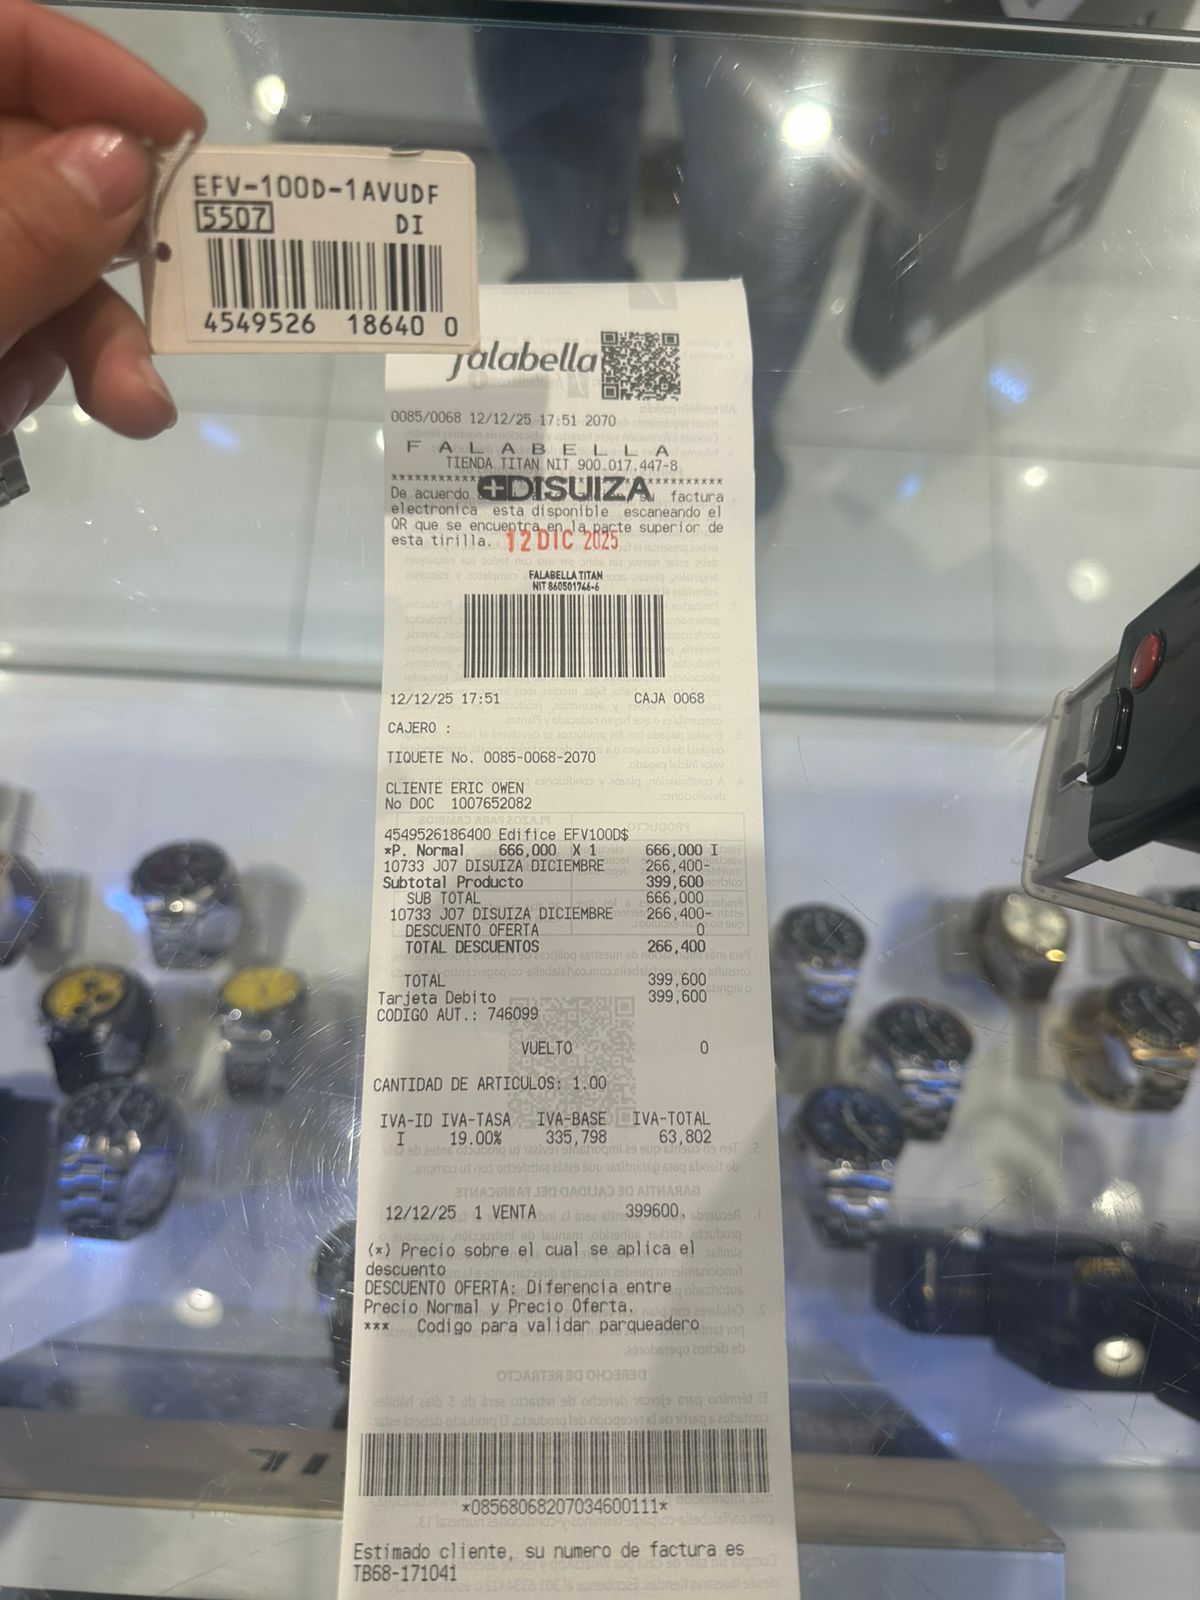 EFV-100D-1AVUDF
5507 DI
4549526 18640 0
falabella
0085/0068 12/12/25 17:51 2070
FALABELLA
TIENDA TITAN NIT 900.017.447-8
DISUIZA
De acuerdo factura
electronica esta disponible escaneando el
QR que se encuentra en la parte superior de
esta tirilla.
12 DIC 2025
FALABELLA TITAN
NIT 860501746-6
12/12/25 17:51 CAJA 0068
CAJERO :
TIQUETE No. 0085-0068-2070
CLIENTE ERIC OWEN
No DOC 1007652082
4549526186400 Edifice EFV100D$
*P. Normal 666,000 X 1 666,000 I
10733 J07 DISUIZA DICIEMBRE 266,400-
Subtotal Producto 399,600
SUB TOTAL 666,000
10733 J07 DISUIZA DICIEMBRE 266,400-
DESCUENTO OFERTA 0
TOTAL DESCUENTOS 266,400
TOTAL 399,600
Tarjeta Debito 399,600
CODIGO AUT.: 746099
VUELTO 0
CANTIDAD DE ARTICULOS: 1.00
IVA-ID IVA-TASA IVA-BASE IVA-TOTAL
I 19.00% 335,798 63,802
12/12/25 1 VENTA 399600.
(*) Precio sobre el cual se aplica el
descuento
DESCUENTO OFERTA: Diferencia entre
Precio Normal y Precio Oferta.
*** Codigo para validar parqueadero
*08568068207034600111*
Estimado cliente, su numero de factura es
TB68-171041